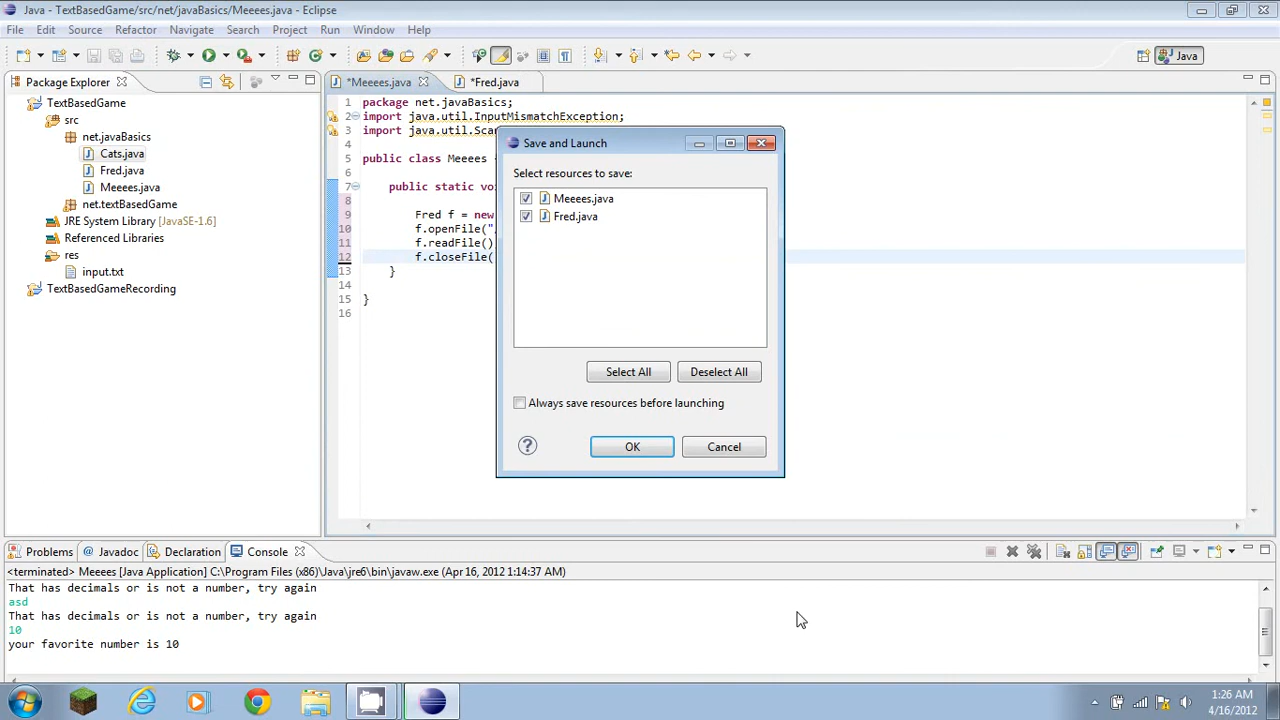 Java - TextBasedGame/src/net/javaBasics/Meeees.java - Eclipse
File Edit Source Refactor Navigate Search Project Run Window Help
Java
Package Explorer
*Meeees.java
*Fred.java
TextBasedGame
src
net.javaBasics
Cats.java
Fred.java
Meeees.java
net.textBasedGame
JRE System Library [JavaSE-1.6]
Referenced Libraries
res
input.txt
TextBasedGameRecording
1 package net.javaBasics;
2 import java.util.InputMismatchException;
3 import java.util.Sca
4
5 public class Meeees
6
7 public static vo
8
9 Fred f = new
10 f.openFile("
11 f.readFile()
12 f.closeFile(
13 }
14
15 }
16
Save and Launch
Select resources to save:
Meeees.java
Fred.java
Select All Deselect All
Always save resources before launching
? OK Cancel
Problems Javadoc Declaration Console
<terminated> Meeees [Java Application] C:\Program Files (x86)\Java\jre6\bin\javaw.exe (Apr 16, 2012 1:14:37 AM)
That has decimals or is not a number, try again
asd
That has decimals or is not a number, try again
10
your favorite number is 10
1:26 AM
4/16/2012